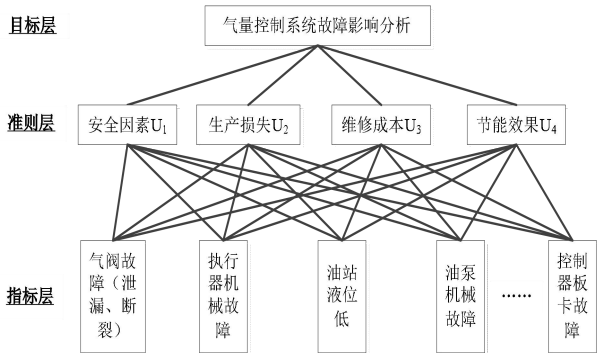 目标层
气量控制系统故障影响分析
准则层
安全因素U1
生产损失U2
维修成本U3
节能效果U4
指标层
气阀故
障（泄
漏、断
裂）
执行
器机
械故
障
油站
液位
低
油泵
机械
故障
……
控制
器板
卡故
障